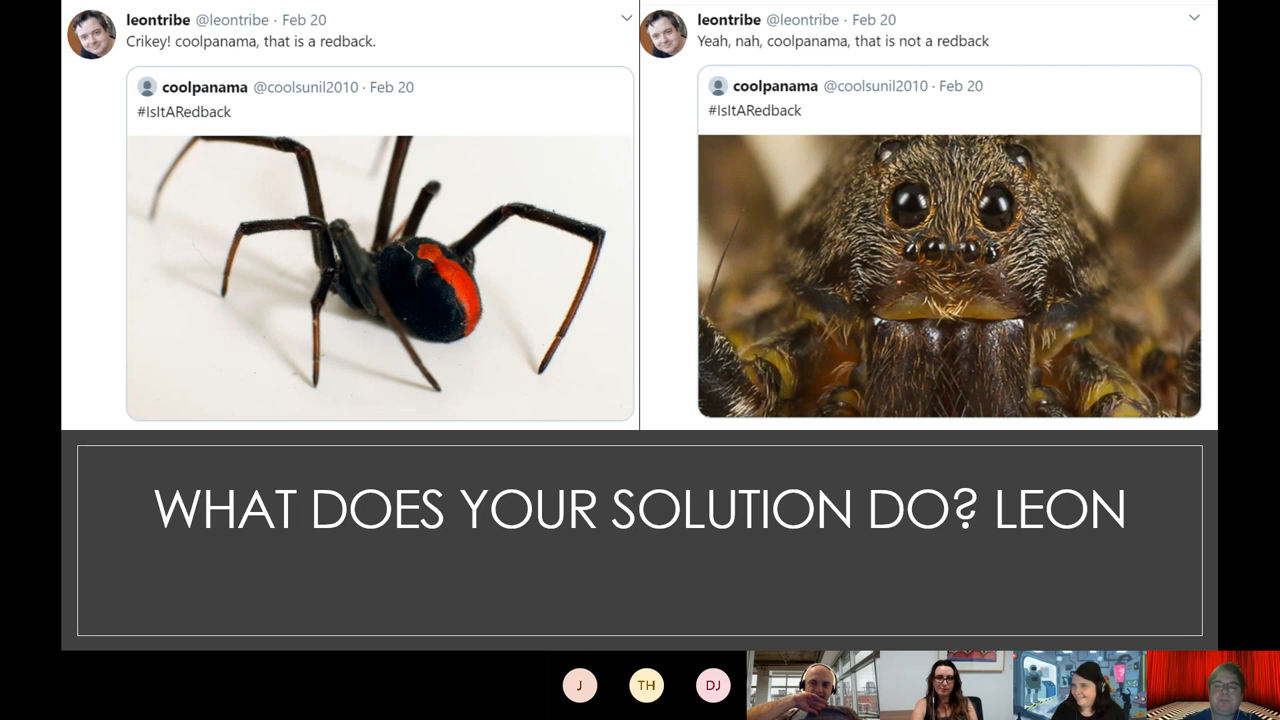 leontribe @leontribe · Feb 20
Crikey! coolpanama, that is a redback.
coolpanama @coolsunil2010 · Feb 20
#IsItARedback
leontribe @leontribe · Feb 20
Yeah, nah, coolpanama, that is not a redback
coolpanama @coolsunil2010 · Feb 20
#IsItARedback
WHAT DOES YOUR SOLUTION DO? LEON
J
TH
DJ